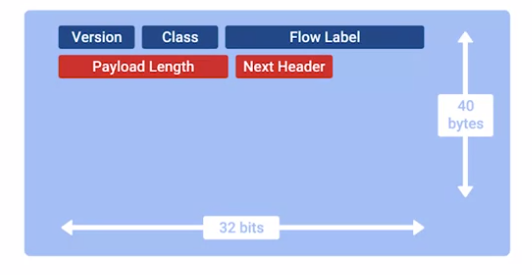 Version Class Flow Label
Payload Length Next Header
40
bytes
32 bits